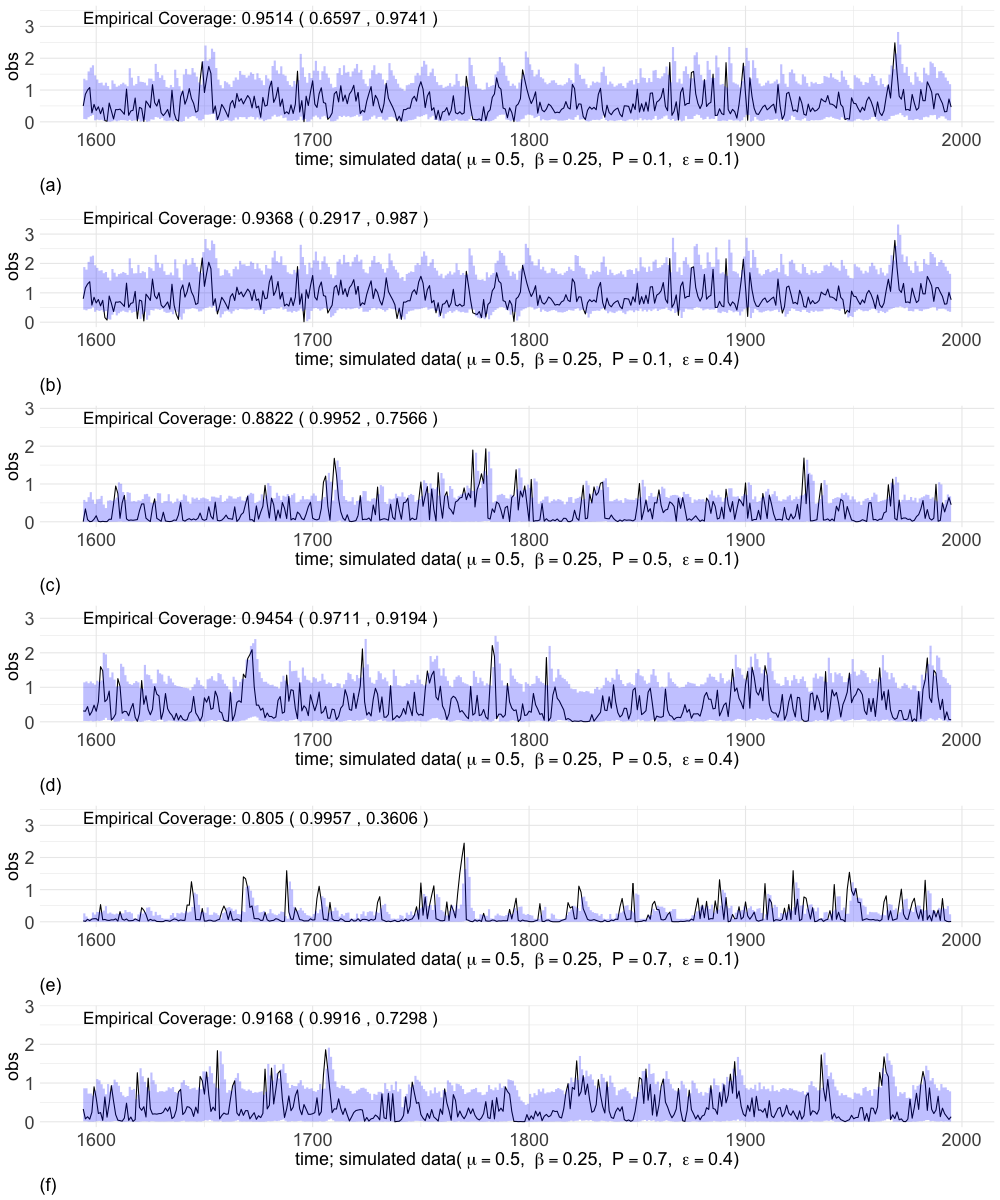 Empirical Coverage: 0.9514 ( 0.6597 , 0.9741 )
3
2
1
0
obs
1600 1700 1800 1900 2000
time; simulated data( μ = 0.5, β = 0.25, P = 0.1, ε = 0.1)
(a)
Empirical Coverage: 0.9368 ( 0.2917 , 0.987 )
3
2
1
0
obs
1600 1700 1800 1900 2000
time; simulated data( μ = 0.5, β = 0.25, P = 0.1, ε = 0.4)
(b)
3
Empirical Coverage: 0.8822 ( 0.9952 , 0.7566 )
2
1
0
obs
1600 1700 1800 1900 2000
time; simulated data( μ = 0.5, β = 0.25, P = 0.5, ε = 0.1)
(c)
Empirical Coverage: 0.9454 ( 0.9711 , 0.9194 )
3
2
1
0
obs
1600 1700 1800 1900 2000
time; simulated data( μ = 0.5, β = 0.25, P = 0.5, ε = 0.4)
(d)
Empirical Coverage: 0.805 ( 0.9957 , 0.3606 )
3
2
1
0
obs
1600 1700 1800 1900 2000
time; simulated data( μ = 0.5, β = 0.25, P = 0.7, ε = 0.1)
(e)
3
Empirical Coverage: 0.9168 ( 0.9916 , 0.7298 )
2
1
0
obs
1600 1700 1800 1900 2000
time; simulated data( μ = 0.5, β = 0.25, P = 0.7, ε = 0.4)
(f)